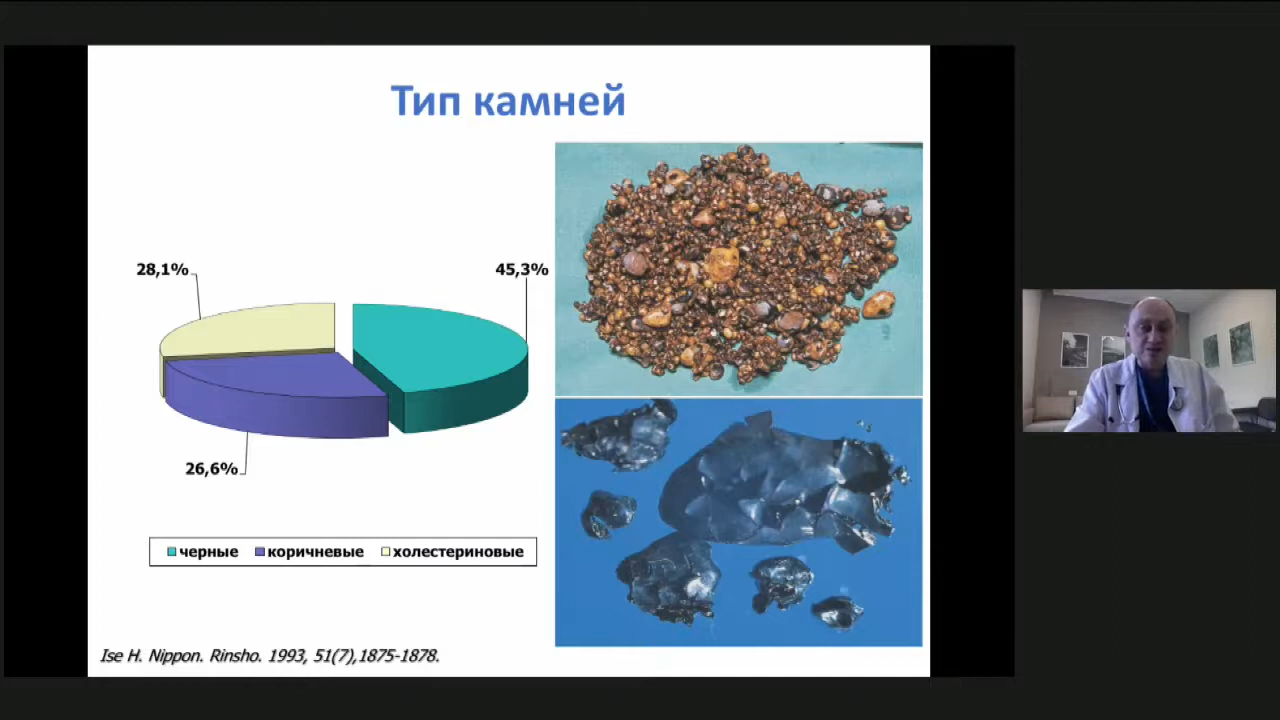 Тип камней
28,1%
45,3%
26,6%
черные коричневые холестериновые
Ise H. Nippon. Rinsho. 1993, 51(7),1875-1878.